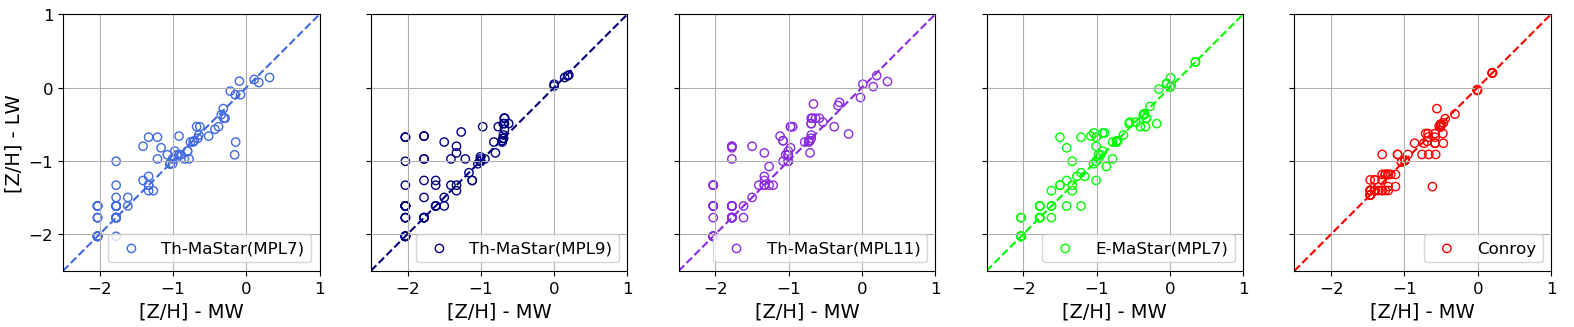 [Z/H] - LW
1
0
−1
−2
Th-MaStar(MPL7)
−2 −1 0 1
[Z/H] - MW
Th-MaStar(MPL9)
−2 −1 0 1
[Z/H] - MW
Th-MaStar(MPL11)
−2 −1 0 1
[Z/H] - MW
E-MaStar(MPL7)
−2 −1 0 1
[Z/H] - MW
Conroy
−2 −1 0 1
[Z/H] - MW